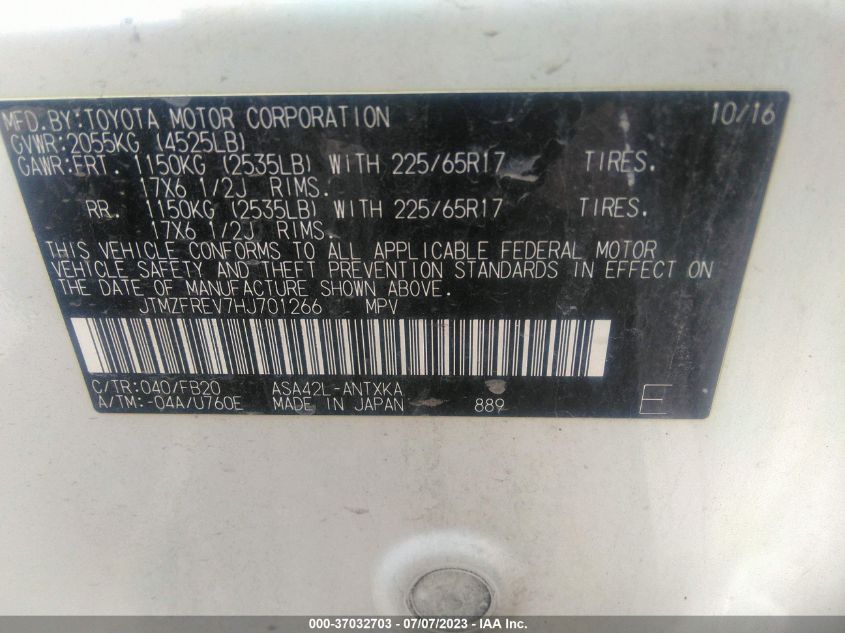 MFD.BY:TOYOTA MOTOR CORPORATION 10/16
GVWR:2055KG (4525LB)
GAWR:FRT. 1150KG (2535LB) WITH 225/65R17 TIRES.
17X6 1/2J RIMS.
RR. 1150KG (2535LB) WITH 225/65R17 TIRES.
17X6 1/2J RIMS.
THIS VEHICLE CONFORMS TO ALL APPLICABLE FEDERAL MOTOR
VEHICLE SAFETY AND THEFT PREVENTION STANDARDS IN EFFECT ON
THE DATE OF MANUFACTURE SHOWN ABOVE.
JTMZFREV7HJ701266 MPV
C/TR:040/FB20 ASA42L-ANTXKA
A/TM:-04A/U760E MADE IN JAPAN 889 E
000-37032703 - 07/07/2023 - © IAA Inc.